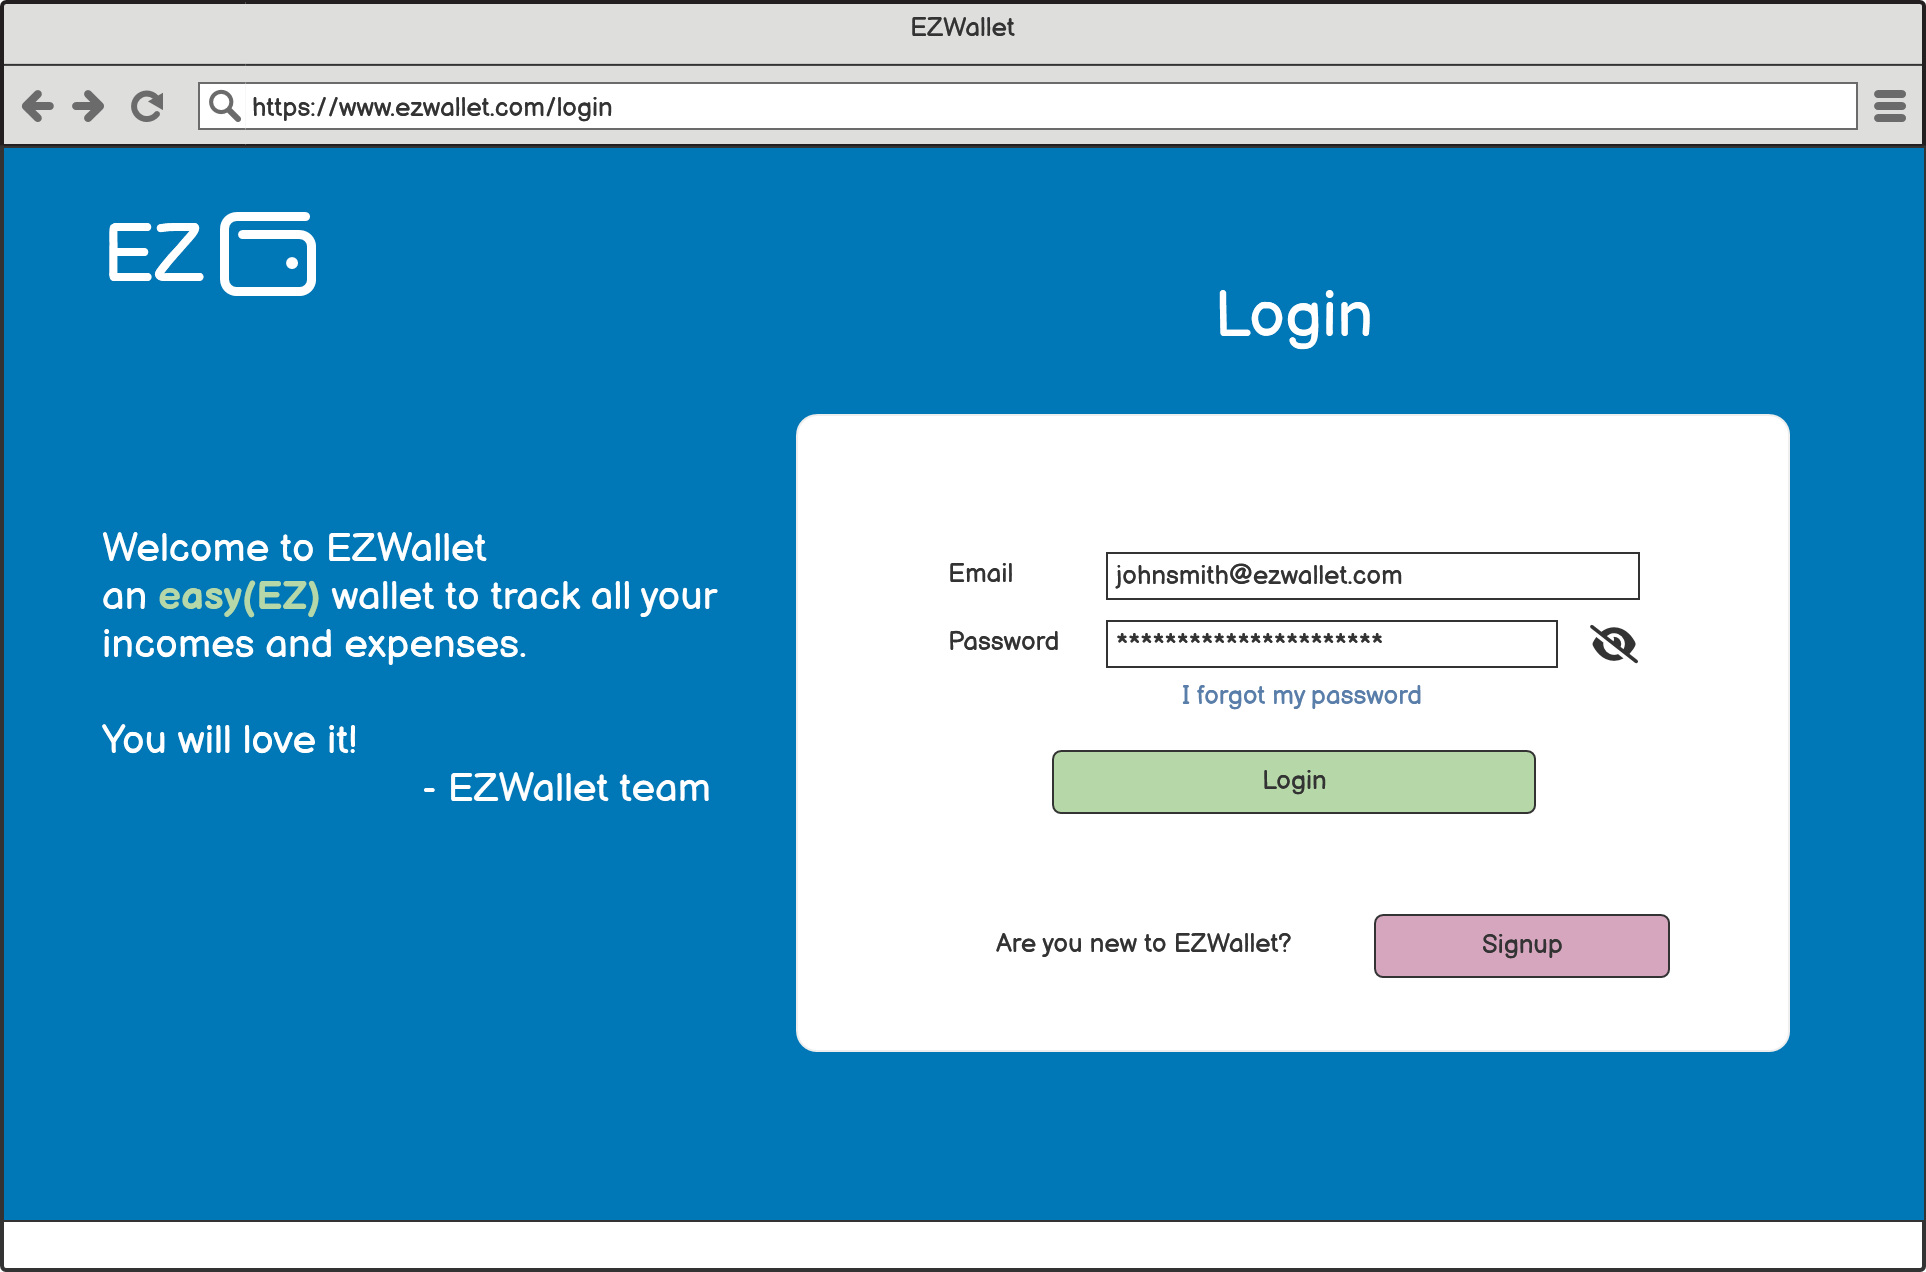 EZWallet
https://www.ezwallet.com/login
EZ
Login
Welcome to EZWallet
an easy(EZ) wallet to track all your
incomes and expenses.
You will love it!
- EZWallet team
Email
johnsmith@ezwallet.com
Password
**********************
I forgot my password
Login
Are you new to EZWallet?
Signup